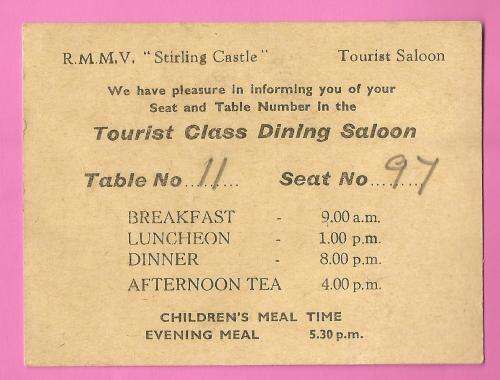 R.M.M.V. "Stirling Castle" Tourist Saloon
We have pleasure in informing you of your
Seat and Table Number in the
Tourist Class Dining Saloon
Table No 11......... Seat No ....97....
BREAKFAST - 9.00 a.m.
LUNCHEON - 1.00 p.m.
DINNER - 8.00 p.m.
AFTERNOON TEA 4.00 p.m.
CHILDREN'S MEAL TIME
EVENING MEAL 5.30 p.m.